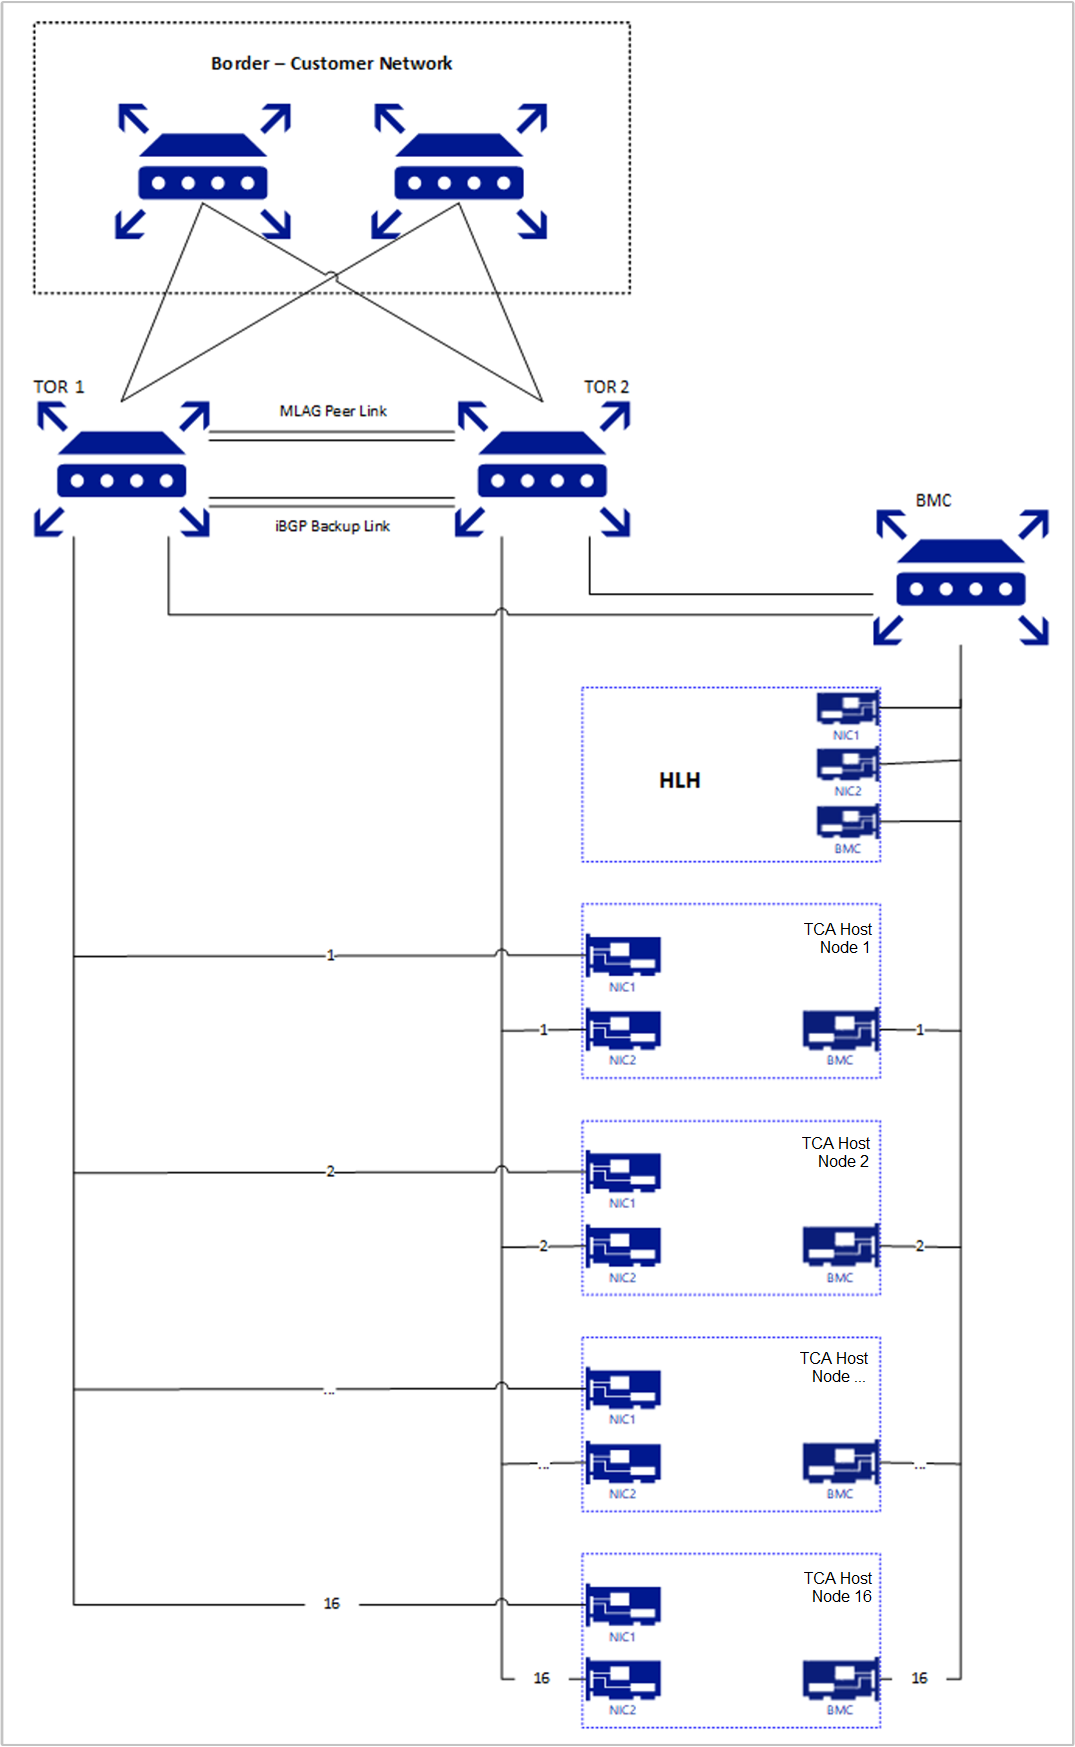 Border – Customer Network
TOR 1
TOR 2
MLAG Peer Link
iBGP Backup Link
BMC
NIC1
HLH
NIC2
BMC
TCA Host
Node 1
1
NIC1
1
NIC2
BMC
1
TCA Host
Node 2
2
NIC1
2
NIC2
BMC
2
TCA Host
Node ...
...
NIC1
...
NIC2
BMC
...
TCA Host
Node 16
16
NIC1
16
NIC2
BMC
16